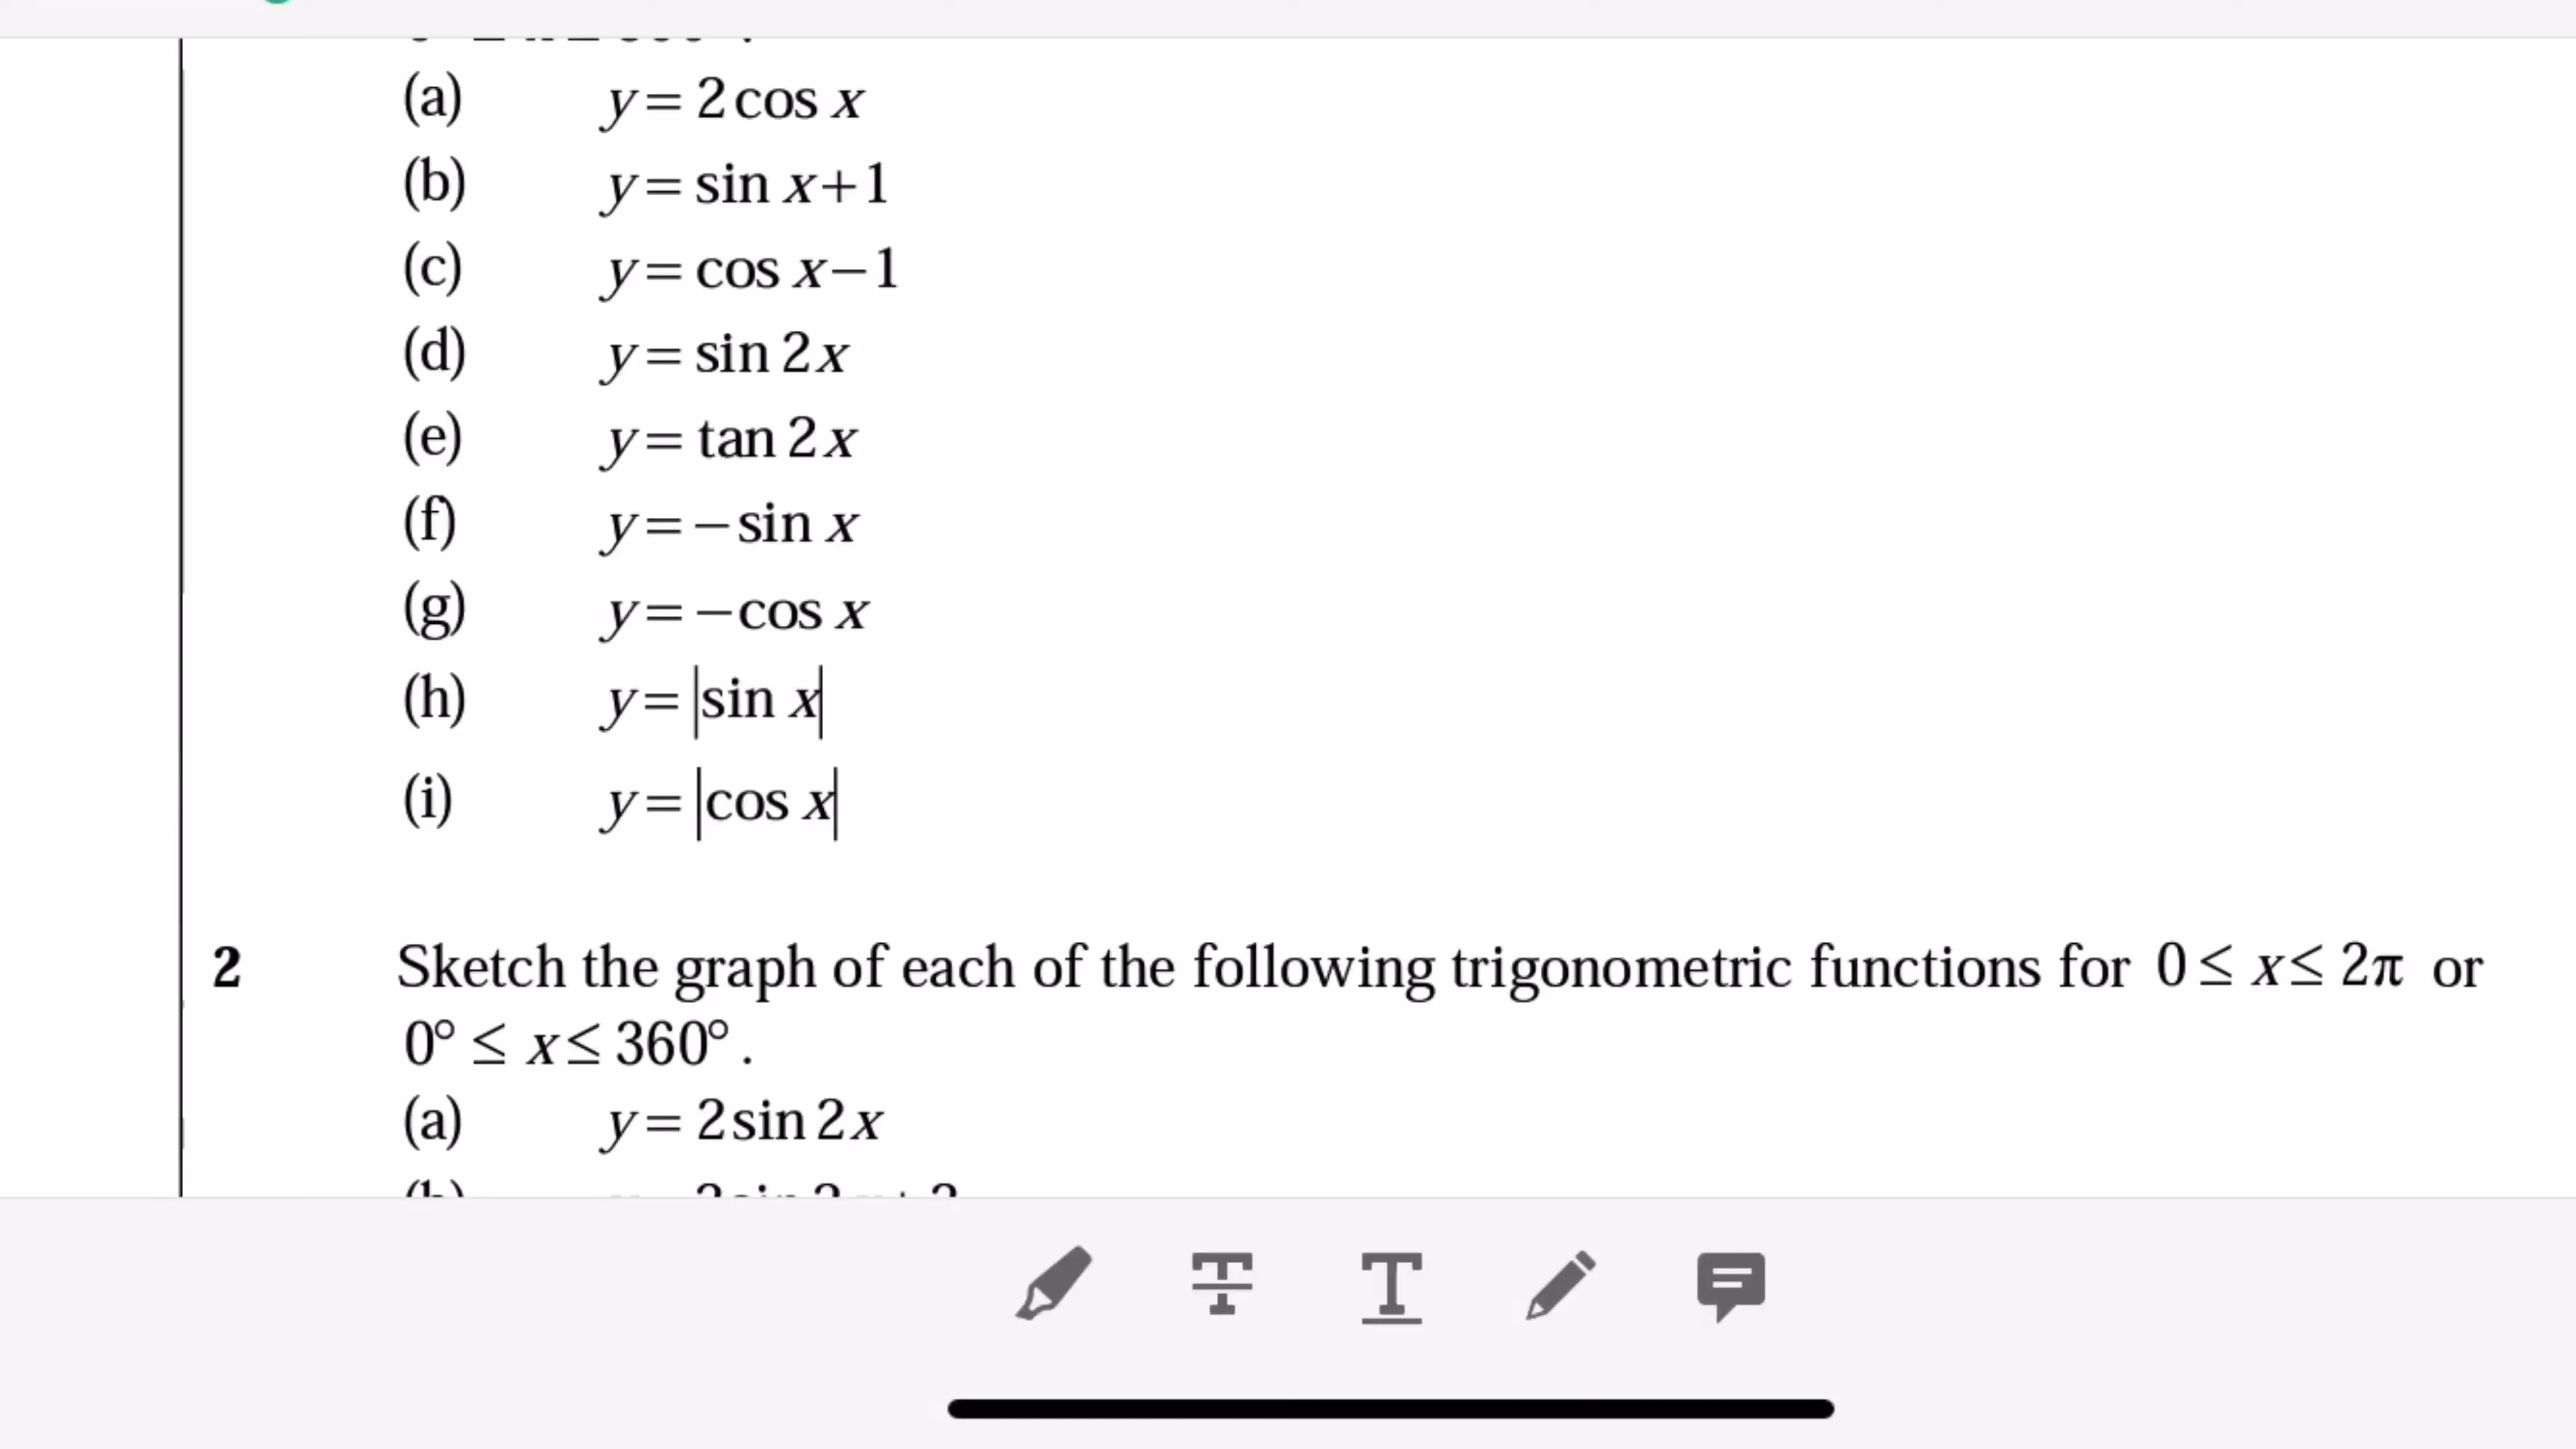 (a) y = 2 cos x
(b) y = sin x+1
(c) y = cos x−1
(d) y = sin 2x
(e) y = tan 2x
(f) y = − sin x
(g) y = −cos x
(h) y = |sin x|
(i) y = |cos x|
2 Sketch the graph of each of the following trigonometric functions for 0 ≤ x ≤ 2π or
0° ≤ x ≤ 360° .
(a) y = 2 sin 2x